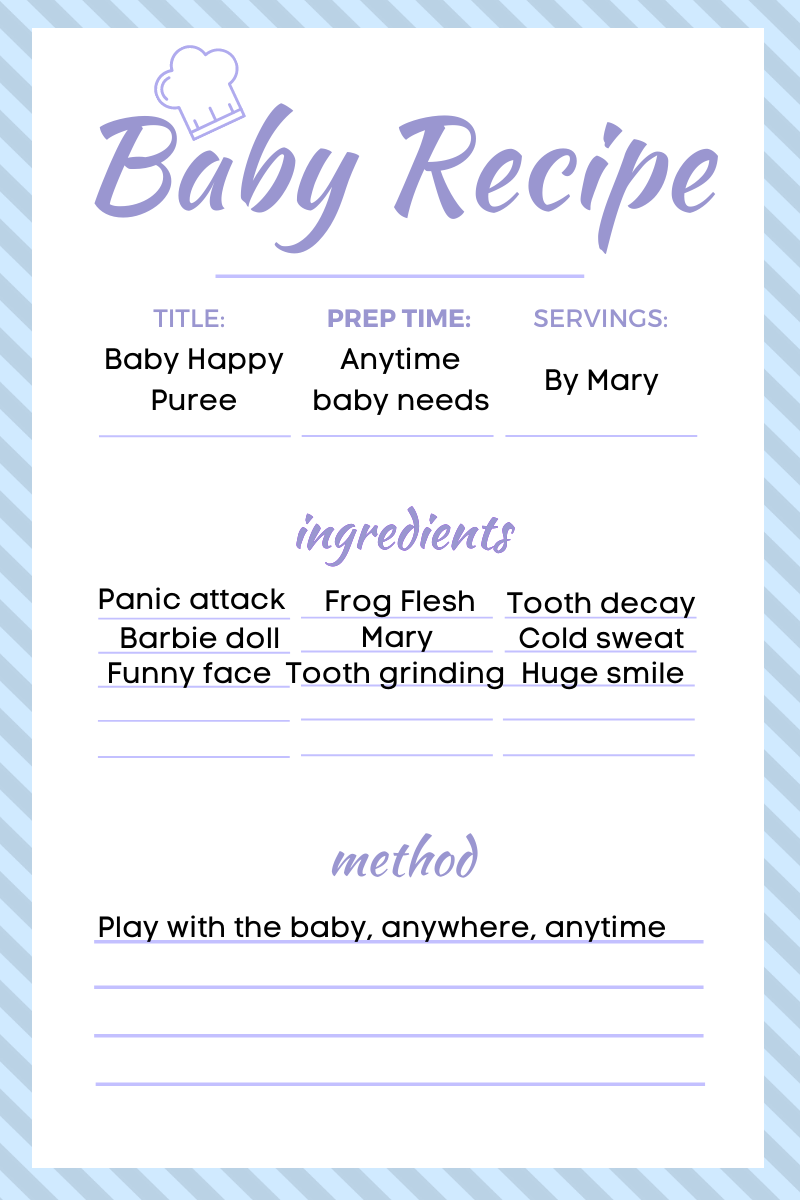 Baby Recipe
TITLE:
Baby Happy
Puree
PREP TIME:
Anytime
baby needs
SERVINGS:
By Mary
ingredients
Panic attack
Barbie doll
Funny face
Frog Flesh
Mary
Tooth grinding
Tooth decay
Cold sweat
Huge smile
method
Play with the baby, anywhere, anytime